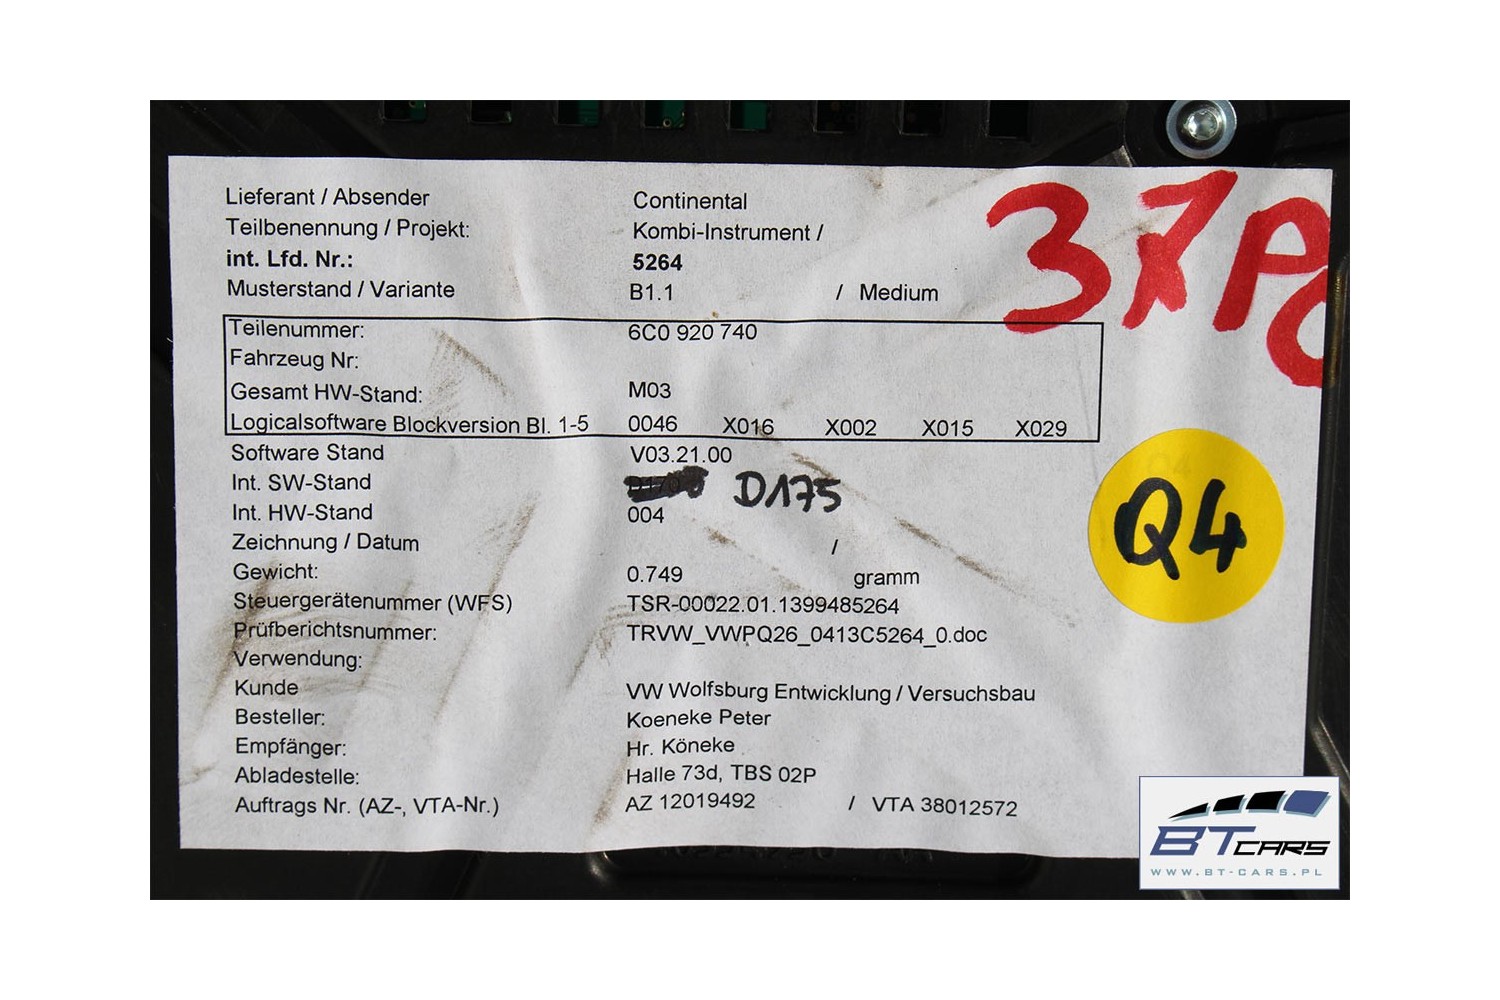 Lieferant / Absender Continental
Teilbenennung / Projekt: Kombi-Instrument /
int. Lfd. Nr.: 5264
Musterstand / Variante B1.1 / Medium
37P0
Teilenummer: 6C0 920 740
Fahrzeug Nr:
Gesamt HW-Stand: M03
Logicalsoftware Blockversion Bl. 1-5 0046 X016 X002 X015 X029
Software Stand V03.21.00
Int. SW-Stand D175
Int. HW-Stand 004
Q4
Zeichnung / Datum /
Gewicht: 0.749 gramm
Steuergerätenummer (WFS) TSR-00022.01.1399485264
Prüfberichtsnummer: TRVW_VWPQ26_0413C5264_0.doc
Verwendung:
Kunde VW Wolfsburg Entwicklung / Versuchsbau
Besteller: Koeneke Peter
Empfänger: Hr. Köneke
Abladestelle: Halle 73d, TBS 02P
Auftrags Nr. (AZ-, VTA-Nr.) AZ 12019492 / VTA 38012572
BT CARS
WWW.BT-CARS.PL